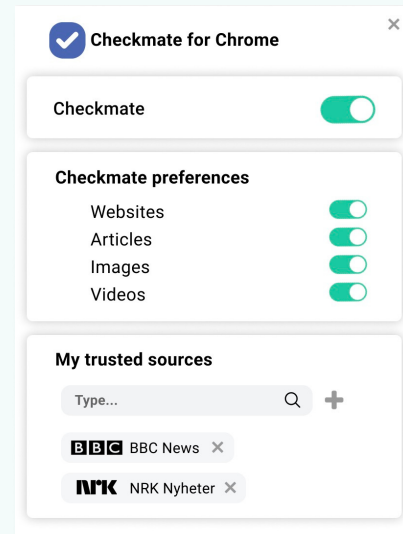 Checkmate for Chrome
Checkmate
Checkmate preferences
Websites
Articles
Images
Videos
My trusted sources
Type...
BBC BBC News
NRK NRK Nyheter